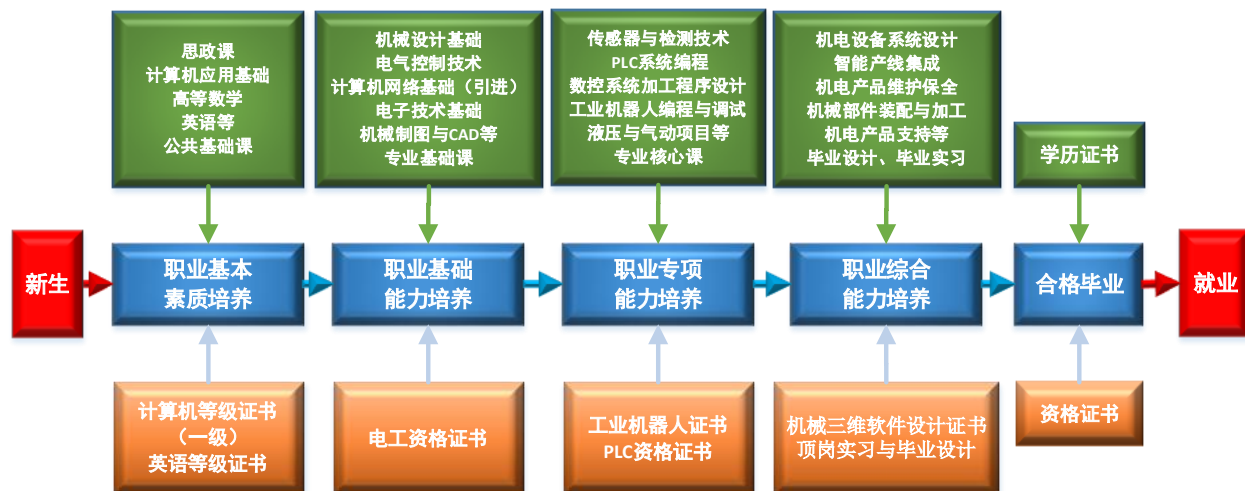 思政课
计算机应用基础
高等数学
英语等
公共基础课
机械设计基础
电气控制技术
计算机网络基础（引进）
电子技术基础
机械制图与CAD等
专业基础课
传感器与检测技术
PLC系统编程
数控系统加工程序设计
工业机器人编程与调试
液压与气动项目等
专业核心课
机电设备系统设计
智能产线集成
机电产品维护保全
机械部件装配与加工
机电产品支持等
毕业设计、毕业实习
学历证书
新生
职业基本
素质培养
职业基础
能力培养
职业专项
能力培养
职业综合
能力培养
合格毕业
就业
计算机等级证书
（一级）
英语等级证书
电工资格证书
工业机器人证书
PLC资格证书
机械三维软件设计证书
顶岗实习与毕业设计
资格证书